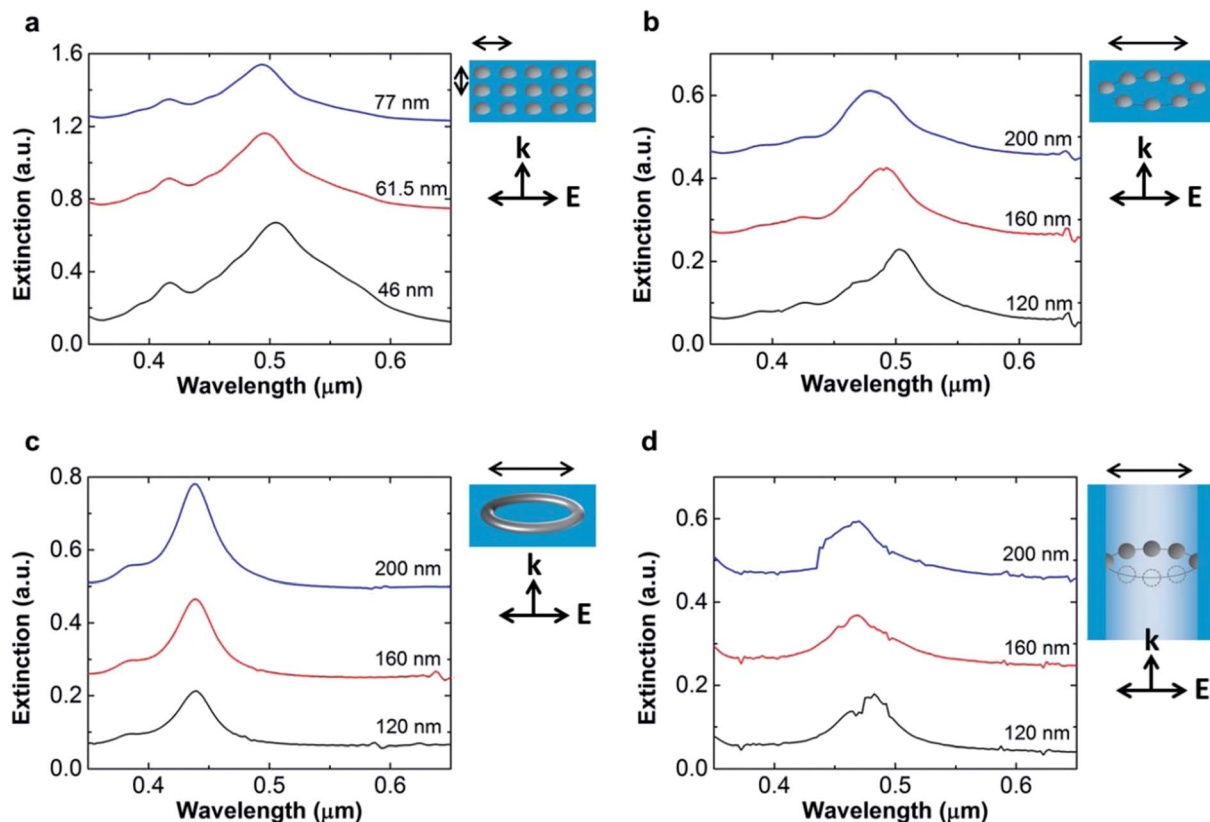 a
1.6
1.2
0.8
0.4
0.0
Extinction (a.u.)
77 nm
61.5 nm
46 nm
0.4 0.5 0.6
Wavelength (μm)
k
E
b
0.6
0.4
0.2
0.0
Extinction (a.u.)
200 nm
160 nm
120 nm
0.4 0.5 0.6
Wavelength (μm)
k
E
c
0.8
0.6
0.4
0.2
0.0
Extinction (a.u.)
200 nm
160 nm
120 nm
0.4 0.5 0.6
Wavelength (μm)
k
E
d
0.6
0.4
0.2
0.0
Extinction (a.u.)
200 nm
160 nm
120 nm
0.4 0.5 0.6
Wavelength (μm)
k
E